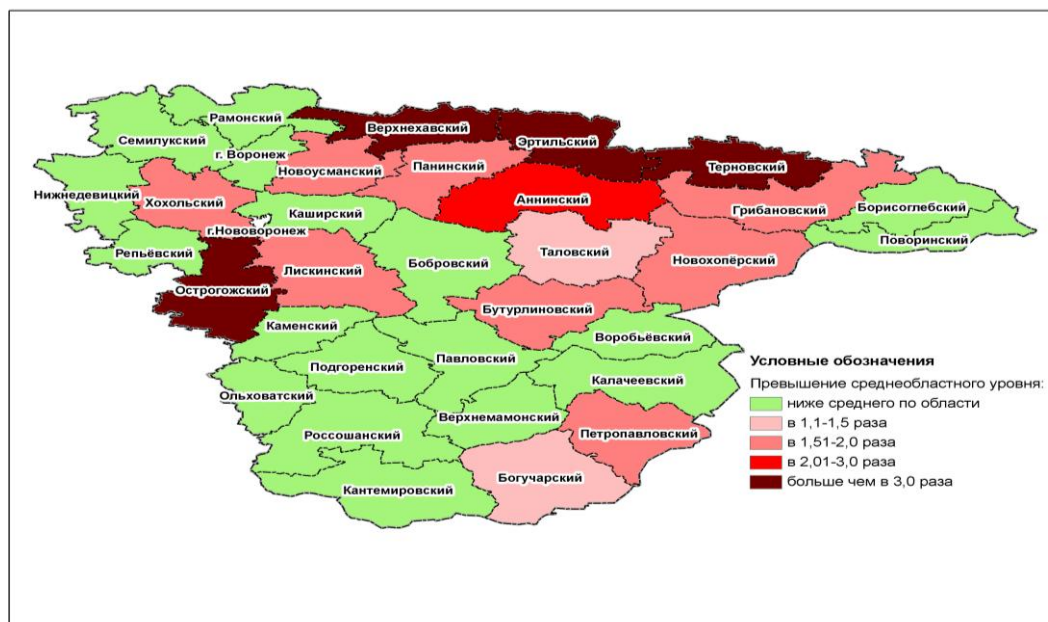 Рамонский
Верхнехавский
Семилукский
Эртильский
г. Воронеж
Панинский
Терновский
Новоусманский
Нижнедевицкий
Хохольский
Аннинский
Грибановский
Борисоглебский
Каширский
г.Нововоронеж
Поворинский
Репьёвский
Таловский
Новохопёрский
Лискинский
Бобровский
Острогожский
Бутурлиновский
Каменский
Воробьёвский
Павловский
Подгоренский
Калачеевский
Ольховатский
Верхнемамонский
Россошанский
Петропавловский
Богучарский
Кантемировский
Условные обозначения
Превышение среднеобластного уровня:
ниже среднего по области
в 1,1-1,5 раза
в 1,51-2,0 раза
в 2,01-3,0 раза
больше чем в 3,0 раза